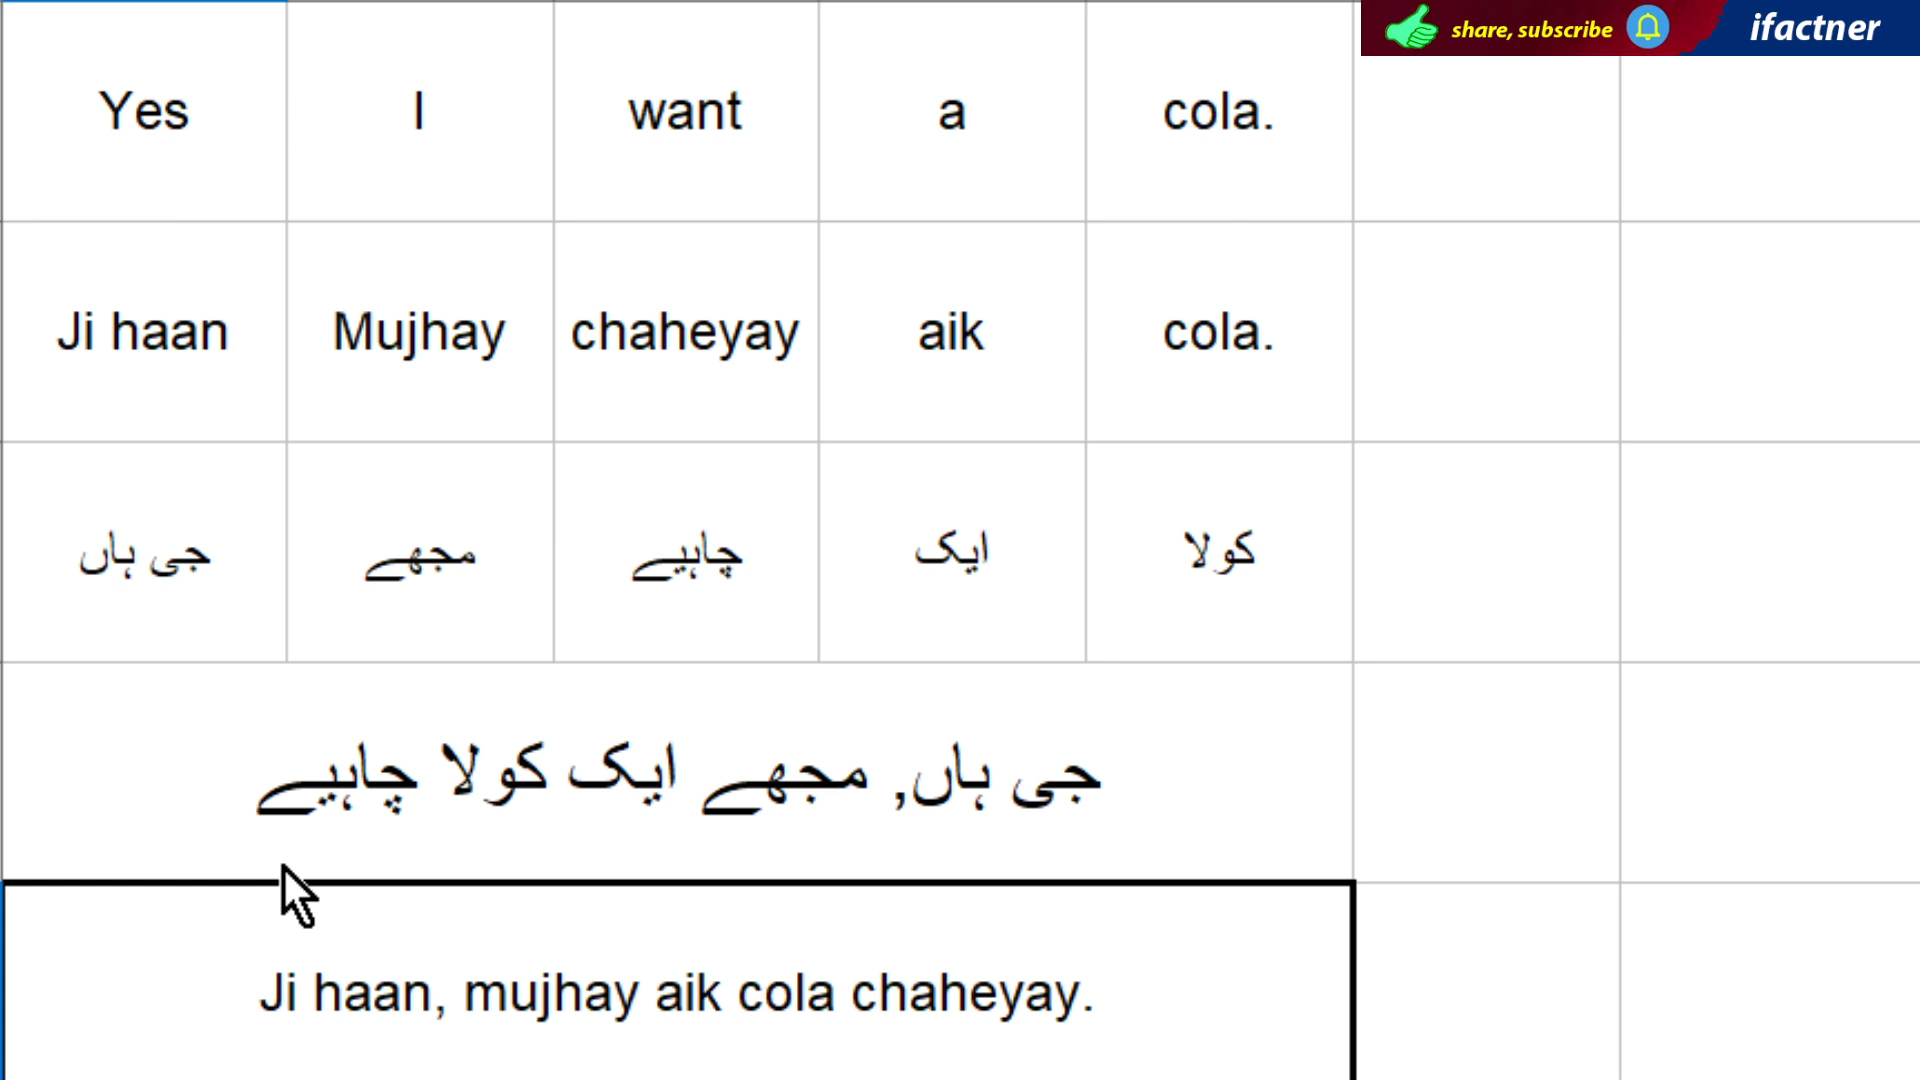 share, subscribe ifactner
Yes I want a cola.
Ji haan Mujhay chaheyay aik cola.
جی ہاں مجھے چاہیے ایک کولا
جی ہاں, مجھے ایک کولا چاہیے
Ji haan, mujhay aik cola chaheyay.